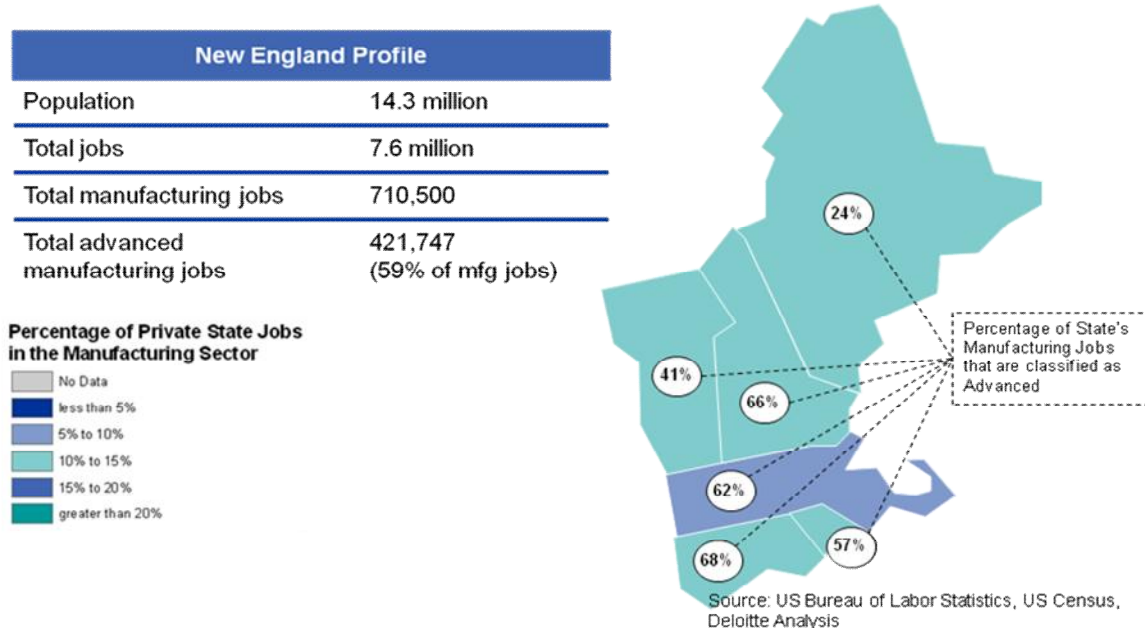 New England Profile
Population 14.3 million
Total jobs 7.6 million
Total manufacturing jobs 710,500
Total advanced 421,747
manufacturing jobs (59% of mfg jobs)
Percentage of Private State Jobs
in the Manufacturing Sector
No Data
less than 5%
5% to 10%
10% to 15%
15% to 20%
greater than 20%
24%
41%
66%
62%
68%
57%
Percentage of State's
Manufacturing Jobs
that are classified as
Advanced
Source: US Bureau of Labor Statistics, US Census,
Deloitte Analysis